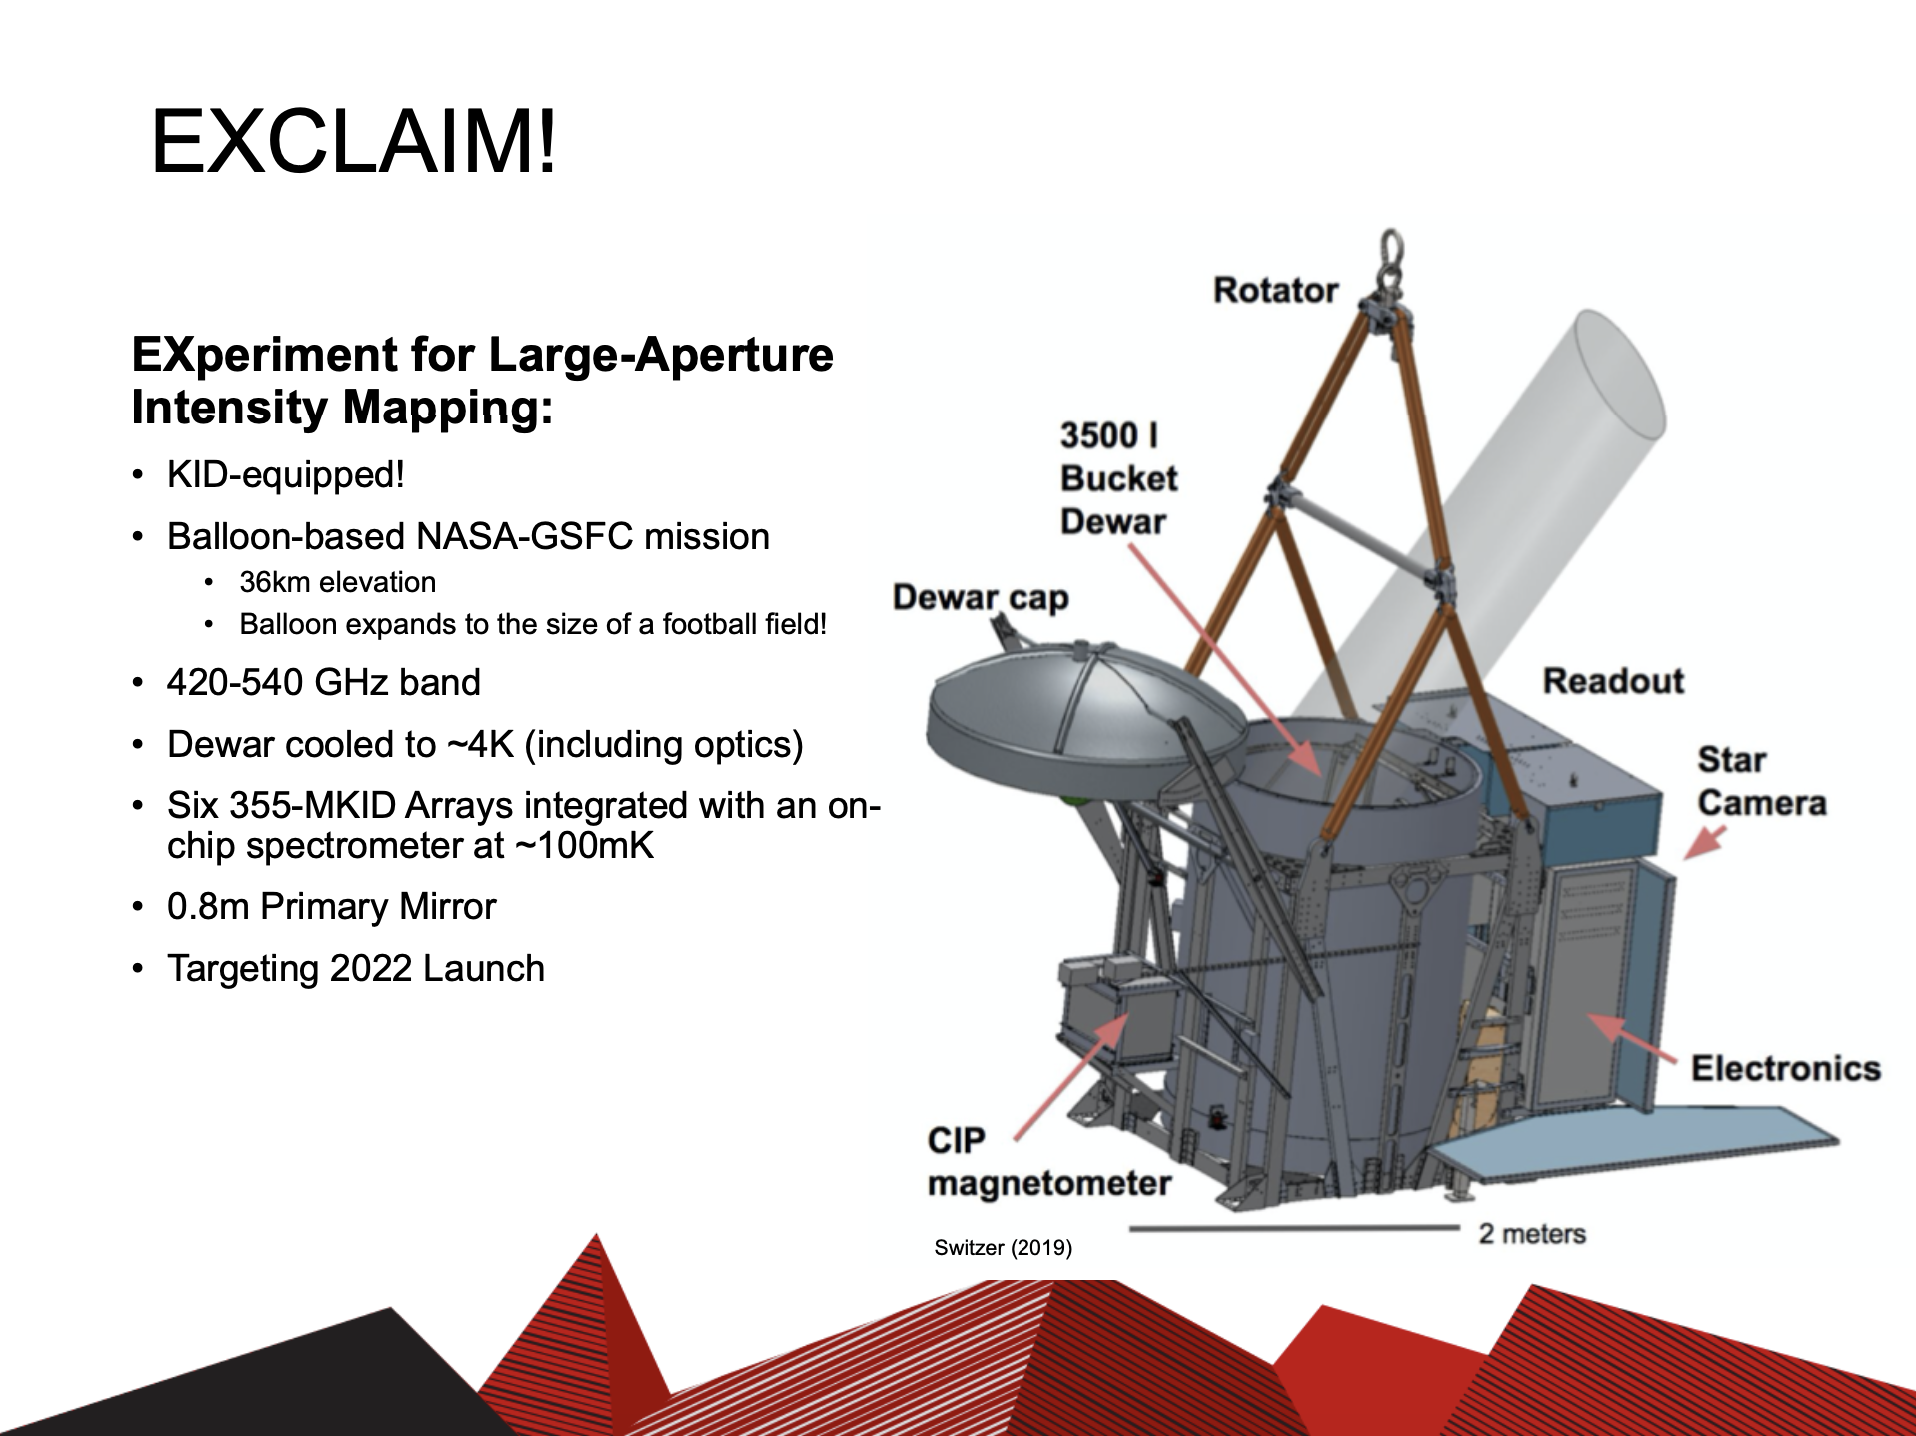 EXCLAIM!
EXperiment for Large-Aperture
Intensity Mapping:
• KID-equipped!
• Balloon-based NASA-GSFC mission
• 36km elevation
• Balloon expands to the size of a football field!
• 420-540 GHz band
• Dewar cooled to ~4K (including optics)
• Six 355-MKID Arrays integrated with an on-
chip spectrometer at ~100mK
• 0.8m Primary Mirror
• Targeting 2022 Launch
Rotator
3500 l
Bucket
Dewar
Dewar cap
Readout
Star
Camera
Electronics
CIP
magnetometer
2 meters
Switzer (2019)